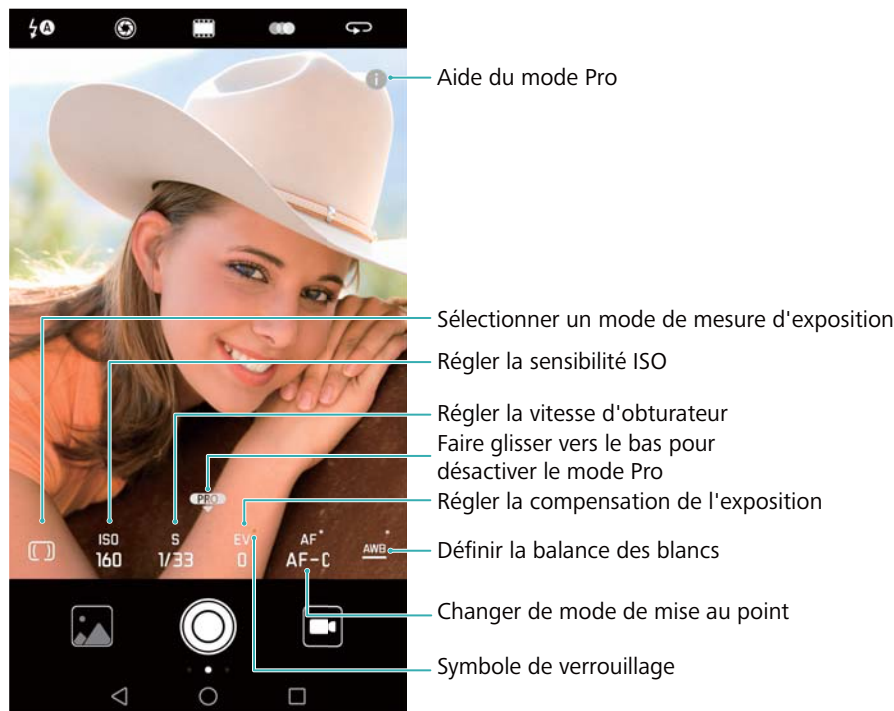 A
i
Aide du mode Pro
Sélectionner un mode de mesure d'exposition
Régler la sensibilité ISO
Régler la vitesse d'obturateur
Faire glisser vers le bas pour
désactiver le mode Pro
Régler la compensation de l'exposition
Définir la balance des blancs
Changer de mode de mise au point
Symbole de verrouillage
PRO
ISO
160
S
1/33
EV
0
AF
AF-C
AWB